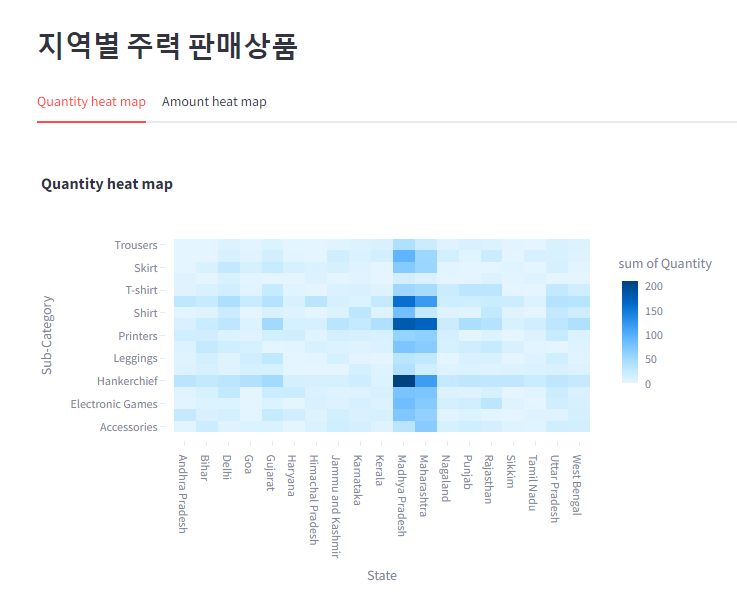 지역별 주력 판매상품
Quantity heat map
Amount heat map
Quantity heat map
sum of Quantity
200
150
100
50
0
Sub-Category
Trousers
Skirt
T-shirt
Shirt
Printers
Leggings
Hankerchief
Electronic Games
Accessories
Andhra Pradesh
Bihar
Delhi
Goa
Gujarat
Haryana
Himachal Pradesh
Jammu and Kashmir
Karnataka
Kerala
Madhya Pradesh
Maharashtra
Nagaland
Punjab
Rajasthan
Sikkim
Tamil Nadu
Uttar Pradesh
West Bengal
State